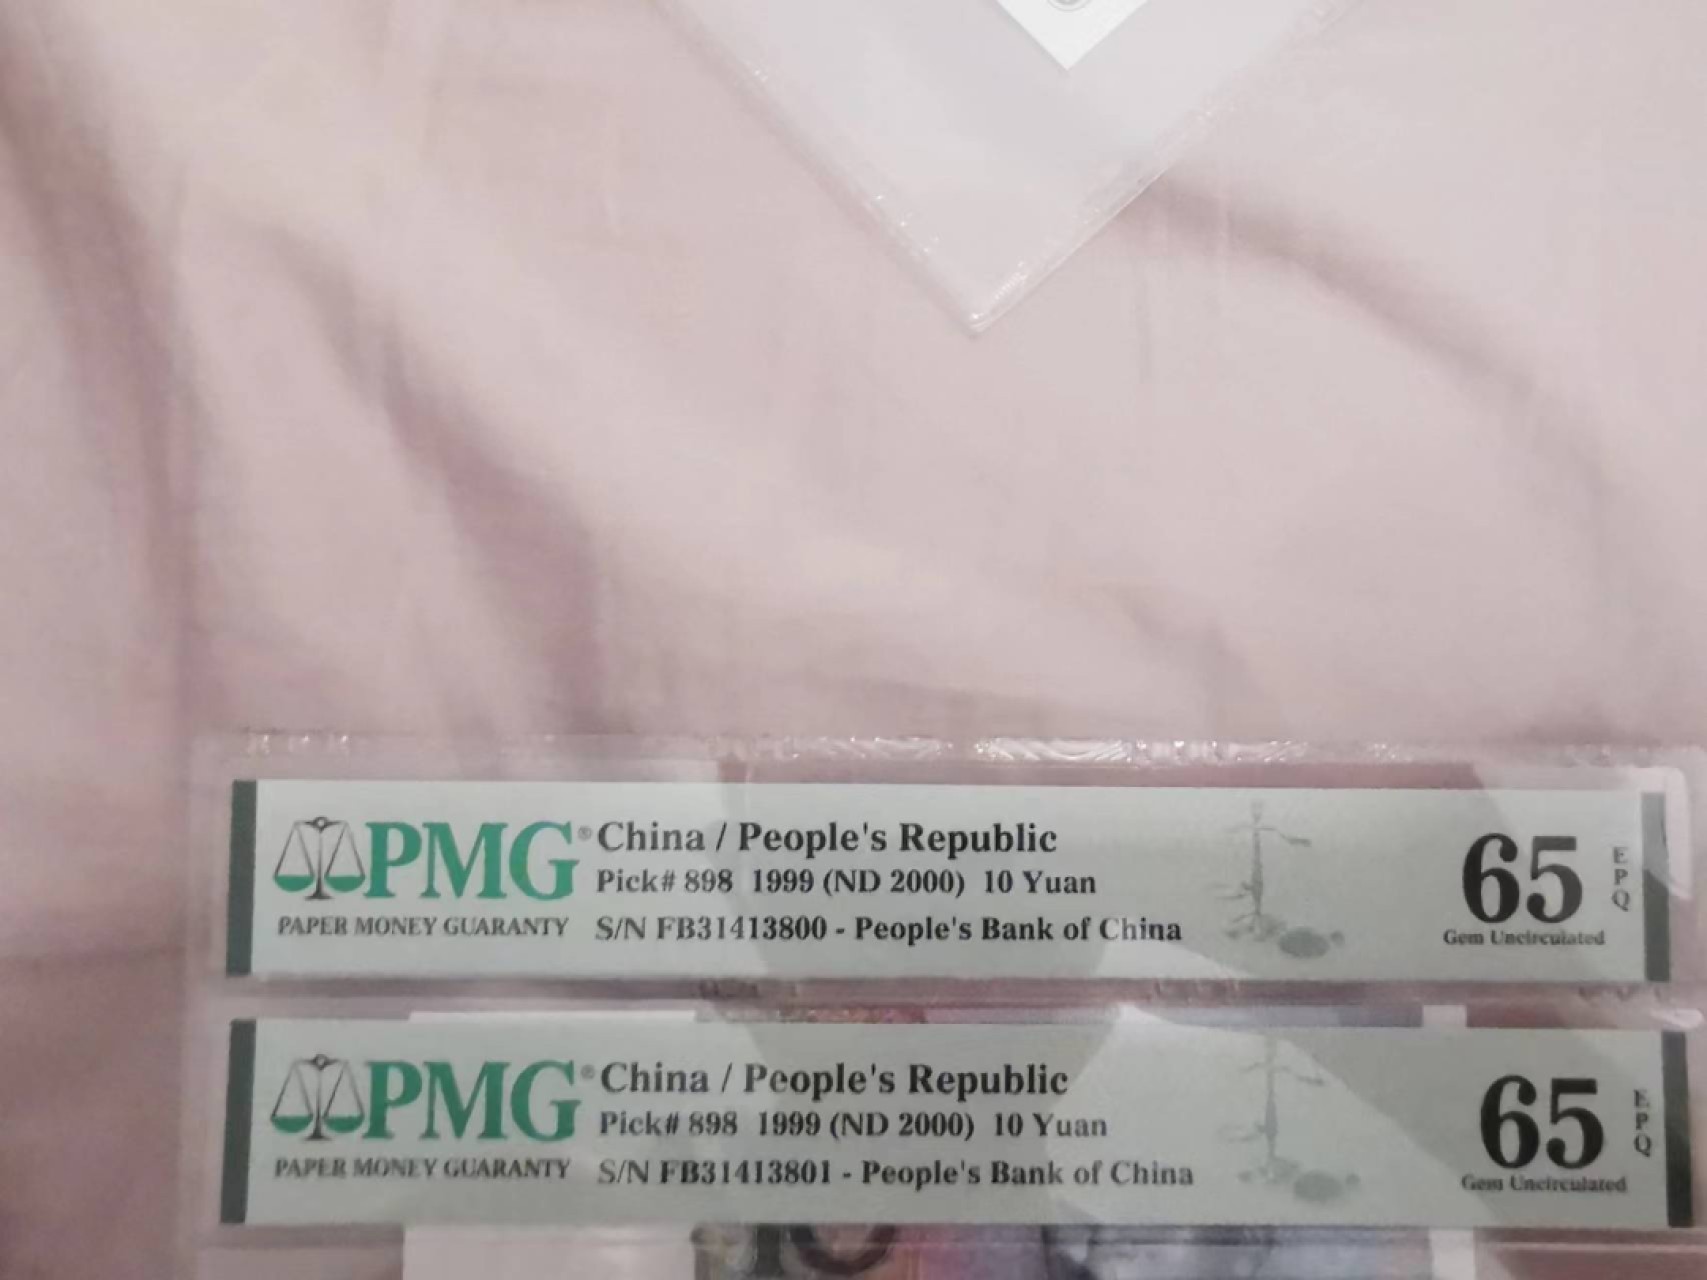 PMG® China / People's Republic
Pick# 898 1999 (ND 2000) 10 Yuan
PAPER MONEY GUARANTY S/N FB31413800 - People's Bank of China
65 EPQ
Gem Uncirculated
PMG® China / People's Republic
Pick# 898 1999 (ND 2000) 10 Yuan
PAPER MONEY GUARANTY S/N FB31413801 - People's Bank of China
65 EPQ
Gem Uncirculated